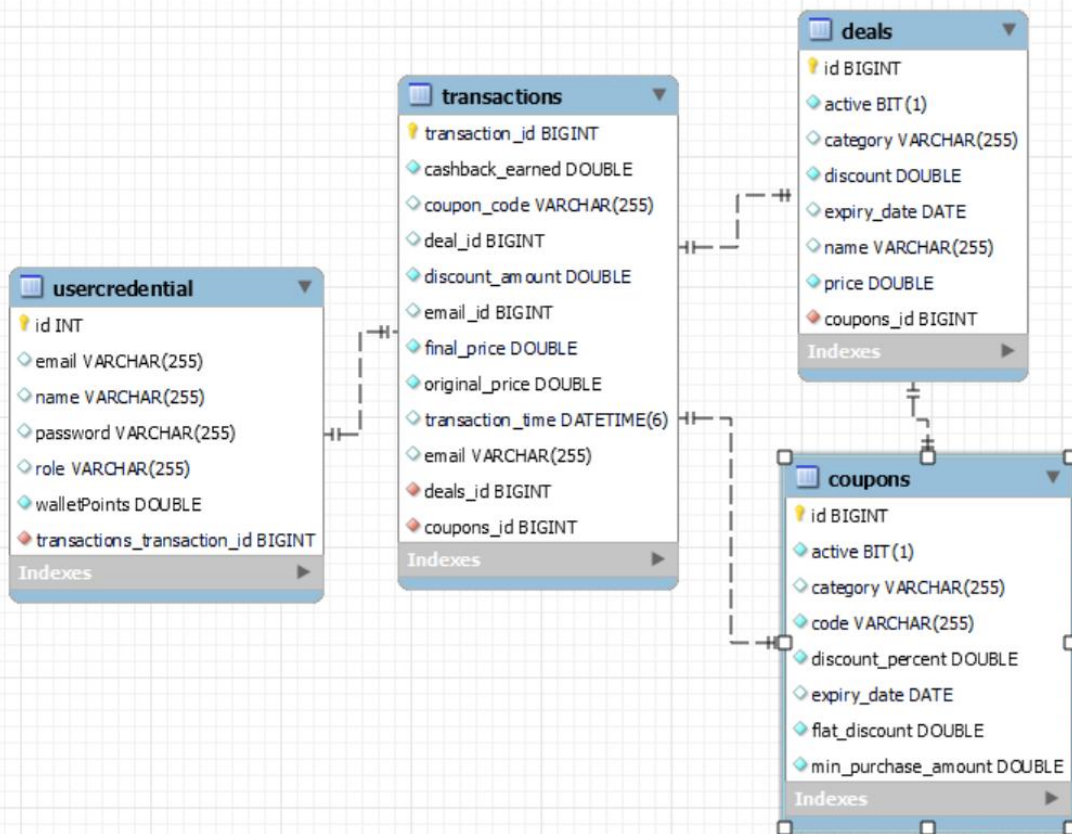 usercredential
id INT
email VARCHAR(255)
name VARCHAR(255)
password VARCHAR(255)
role VARCHAR(255)
walletPoints DOUBLE
transactions_transaction_id BIGINT
Indexes
transactions
transaction_id BIGINT
cashback_earned DOUBLE
coupon_code VARCHAR(255)
deal_id BIGINT
discount_amount DOUBLE
email_id BIGINT
final_price DOUBLE
original_price DOUBLE
transaction_time DATETIME(6)
email VARCHAR(255)
deals_id BIGINT
coupons_id BIGINT
Indexes
deals
id BIGINT
active BIT(1)
category VARCHAR(255)
discount DOUBLE
expiry_date DATE
name VARCHAR(255)
price DOUBLE
coupons_id BIGINT
Indexes
coupons
id BIGINT
active BIT(1)
category VARCHAR(255)
code VARCHAR(255)
discount_percent DOUBLE
expiry_date DATE
flat_discount DOUBLE
min_purchase_amount DOUBLE
Indexes